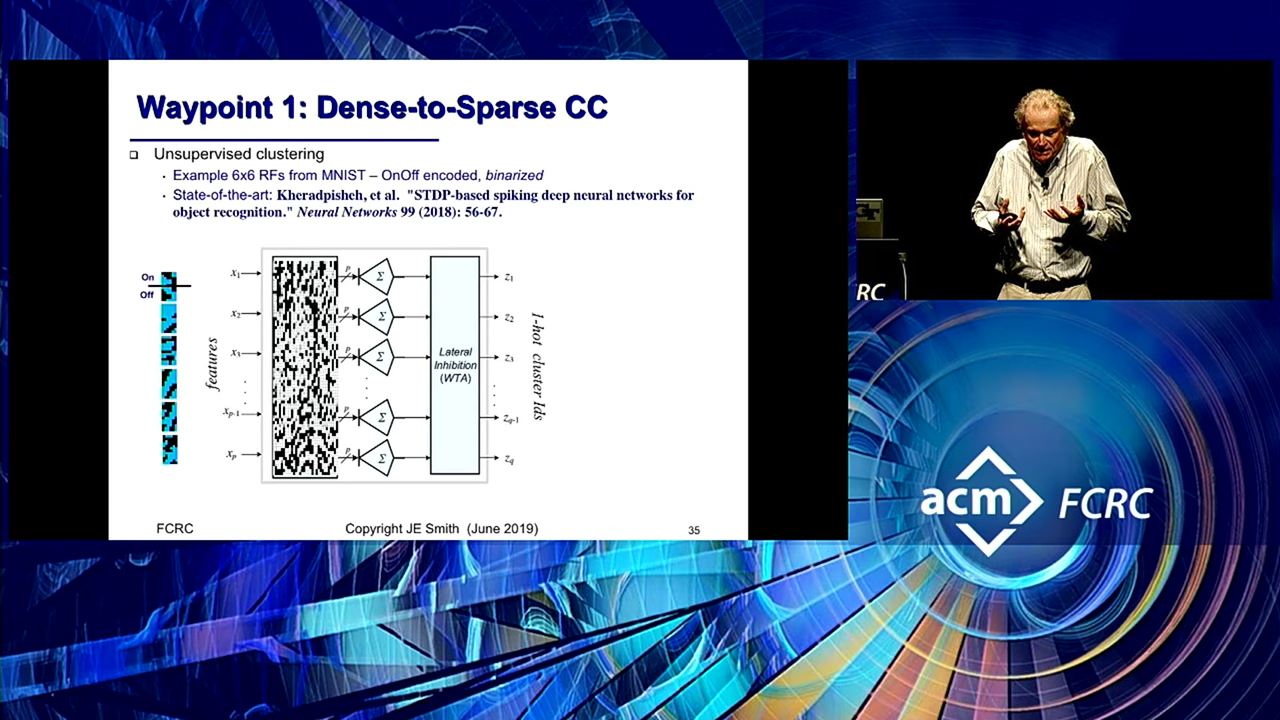 Waypoint 1: Dense-to-Sparse CC
Unsupervised clustering
Example 6x6 RFs from MNIST – OnOff encoded, binarized
State-of-the-art: Kheradpisheh, et al. "STDP-based spiking deep neural networks for
object recognition." Neural Networks 99 (2018): 56-67.
On
Off
features
x1
x2
x3
xp-1
xp
p
p
p
p
p
Σ
Σ
Σ
Σ
Σ
Lateral
Inhibition
(WTA)
z1
z2
z3
zq-1
zq
1-hot cluster Ids
FCRC
Copyright JE Smith (June 2019)
35
RC
acm FCRC